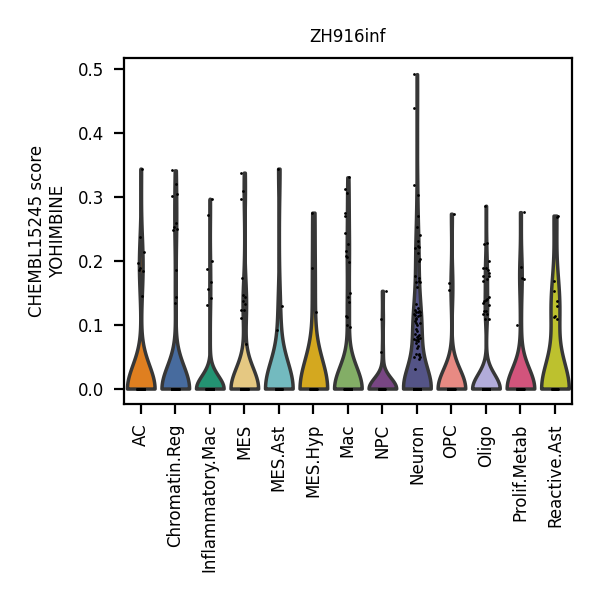 ZH916inf
CHEMBL15245 score
YOHIMBINE
0.5
0.4
0.3
0.2
0.1
0.0
AC
Chromatin.Reg
Inflammatory.Mac
MES
MES.Ast
MES.Hyp
Mac
NPC
Neuron
OPC
Oligo
Prolif.Metab
Reactive.Ast